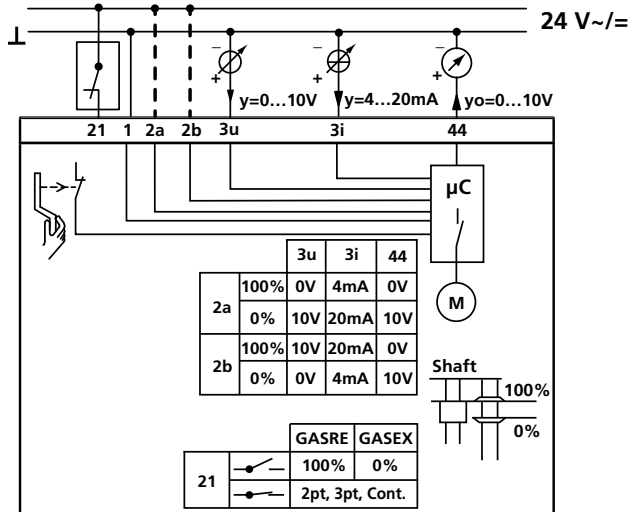 24 V~/=
⊥
− − −
+ + +
y=0...10V y=4...20mA yo=0...10V
21 1 2a 2b 3u 3i 44
µC
M
3u 3i 44
2a 100% 0V 4mA 0V
0% 10V 20mA 10V
2b 100% 10V 20mA 0V
0% 0V 4mA 10V
Shaft
100%
0%
GASRE GASEX
21 100% 0%
2pt, 3pt, Cont.